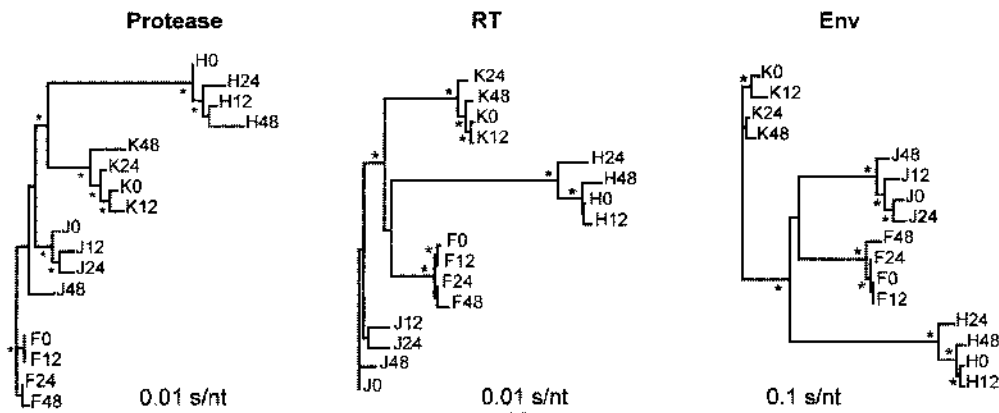 Protease
H0
H24
H12
H48
K48
K24
K0
K12
J0
J12
J24
J48
F0
F12
F24
F48
0.01 s/nt
RT
K24
K48
K0
K12
H24
H48
H0
H12
F0
F12
F24
F48
J12
J24
J48
J0
0.01 s/nt
Env
K0
K12
K24
K48
J48
J12
J0
J24
F48
F24
F0
F12
H24
H48
H0
H12
0.1 s/nt